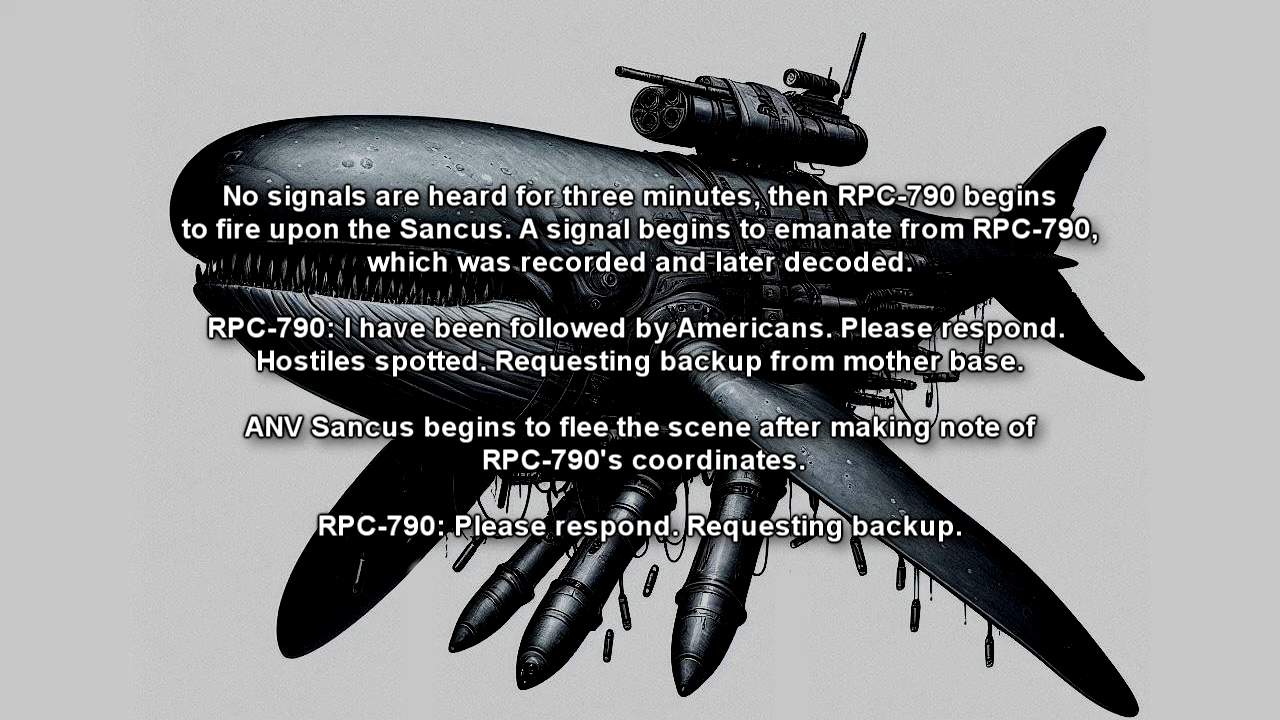 No signals are heard for three minutes, then RPC-790 begins
to fire upon the Sancus. A signal begins to emanate from RPC-790,
which was recorded and later decoded.
RPC-790: I have been followed by Americans. Please respond.
Hostiles spotted. Requesting backup from mother base.
ANV Sancus begins to flee the scene after making note of
RPC-790's coordinates.
RPC-790: Please respond. Requesting backup.